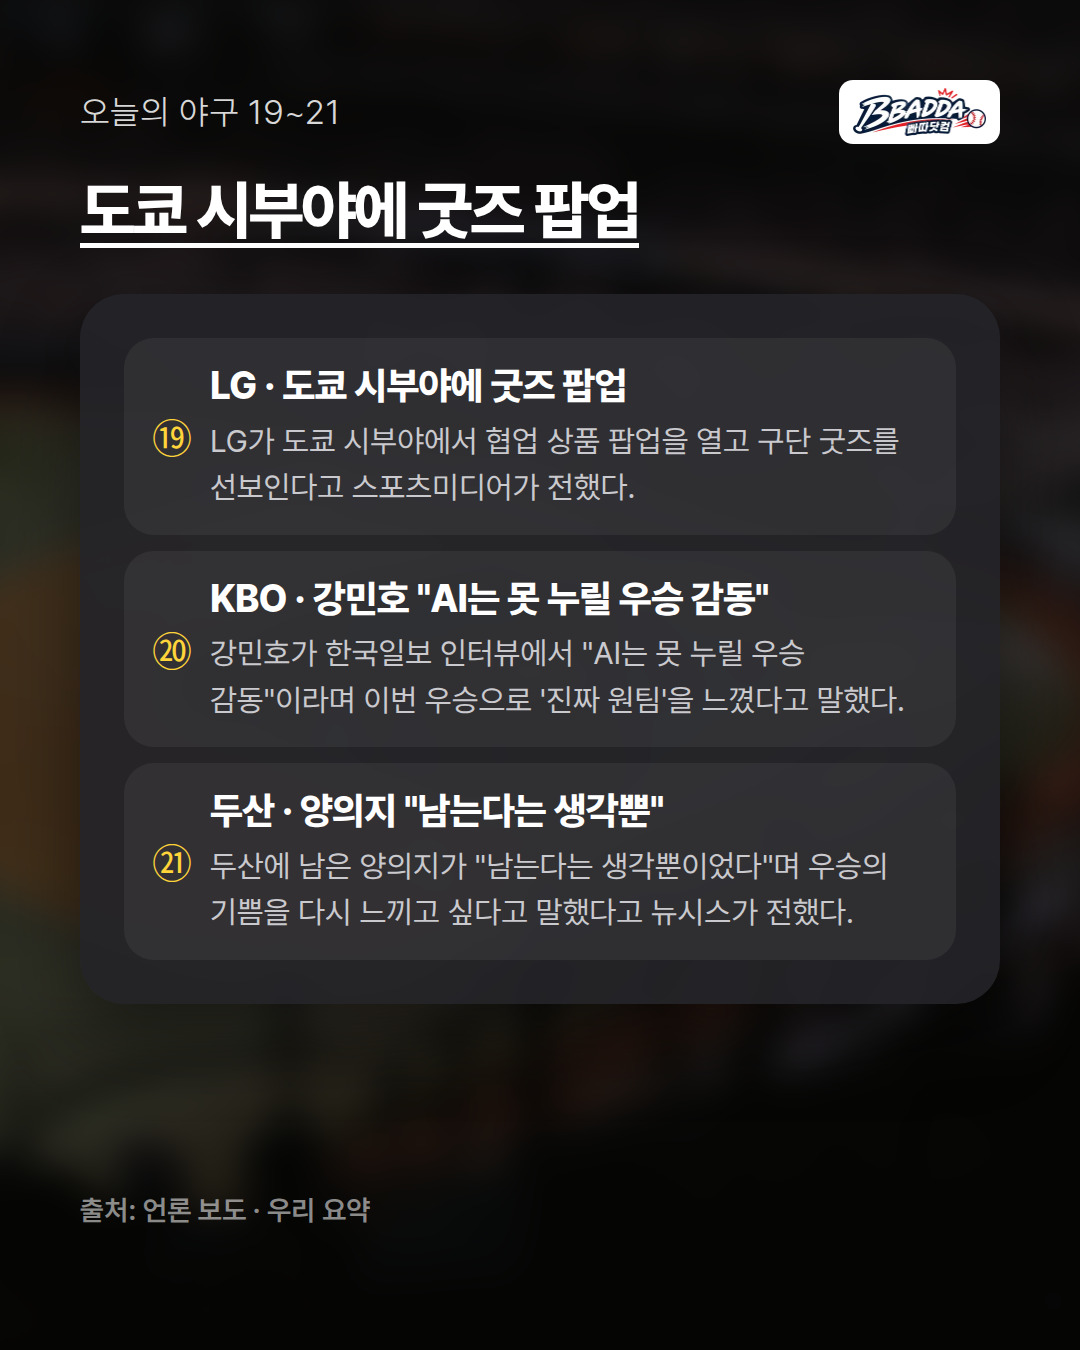 오늘의 야구 19~21
BBADDA
빠따닷컴
도쿄 시부야에 굿즈 팝업
LG · 도쿄 시부야에 굿즈 팝업
⑲ LG가 도쿄 시부야에서 협업 상품 팝업을 열고 구단 굿즈를
선보인다고 스포츠미디어가 전했다.
KBO · 강민호 "AI는 못 누릴 우승 감동"
⑳ 강민호가 한국일보 인터뷰에서 "AI는 못 누릴 우승
감동"이라며 이번 우승으로 '진짜 원팀'을 느꼈다고 말했다.
두산 · 양의지 "남는다는 생각뿐"
㉑ 두산에 남은 양의지가 "남는다는 생각뿐이었다"며 우승의
기쁨을 다시 느끼고 싶다고 말했다고 뉴시스가 전했다.
출처: 언론 보도 · 우리 요약